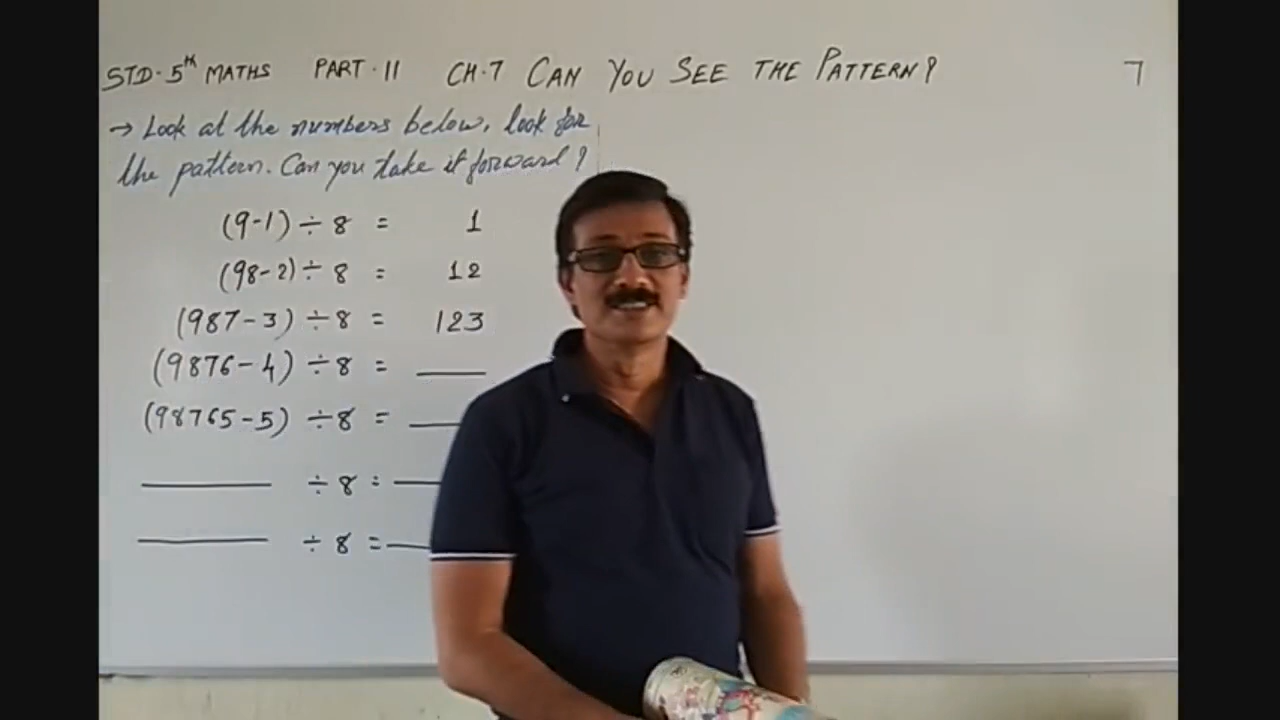 STD. 5th MATHS PART. 11 CH.7 CAN YOU SEE THE PATTERN? 7
→ Look at the numbers below, look for
the pattern. Can you take it forward?
(9-1) ÷ 8 = 1
(98-2) ÷ 8 = 12
(987-3) ÷ 8 = 123
(9876-4) ÷ 8 = ____
(98765-5) ÷ 8 = ____
____ ÷ 8 = ____
____ ÷ 8 = ____